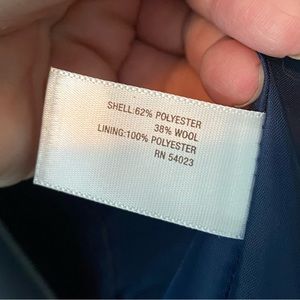 SHELL:62% POLYESTER
38% WOOL
LINING:100% POLYESTER
RN 54023